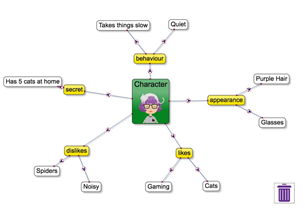 Takes things slow
Quiet
behaviour
Character
Has 5 cats at home
secret
Purple Hair
appearance
Glasses
dislikes
likes
Spiders
Noisy
Gaming
Cats